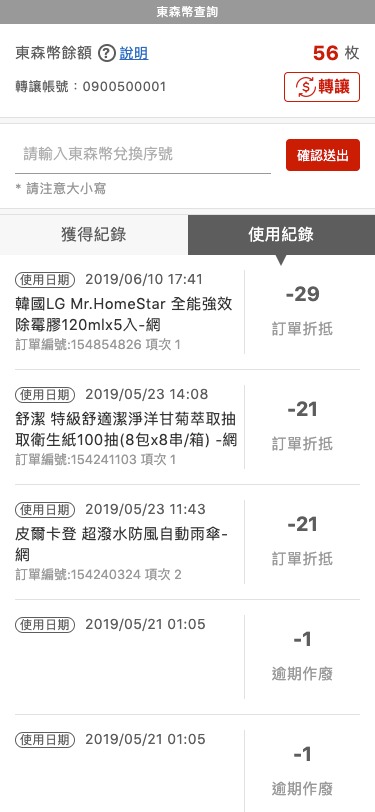 東森幣查詢
東森幣餘額 ? 說明 56 枚
轉讓帳號：0900500001 轉讓
請輸入東森幣兌換序號 確認送出
* 請注意大小寫
獲得紀錄 使用紀錄
使用日期 2019/06/10 17:41
-29
韓國LG Mr.HomeStar 全能強效
除霉膠120mlx5入-網
訂單折抵
訂單編號:154854826 項次 1
使用日期 2019/05/23 14:08
-21
舒潔 特級舒適潔淨洋甘菊萃取抽
取衛生紙100抽(8包x8串/箱) -網
訂單折抵
訂單編號:154241103 項次 1
使用日期 2019/05/23 11:43
-21
皮爾卡登 超潑水防風自動雨傘-
網
訂單折抵
訂單編號:154240324 項次 2
使用日期 2019/05/21 01:05
-1
逾期作廢
使用日期 2019/05/21 01:05
-1
逾期作廢